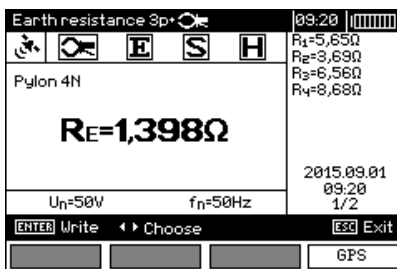 Earth resistance 3p+ 09:20
E S H
R1=5,65Ω
R2=3,69Ω
R3=6,56Ω
R4=8,68Ω
Pylon 4N
RE=1,398Ω
2015.09.01
09:20
1/2
Un=50V fn=50Hz
ENTER Write Choose ESC Exit
GPS